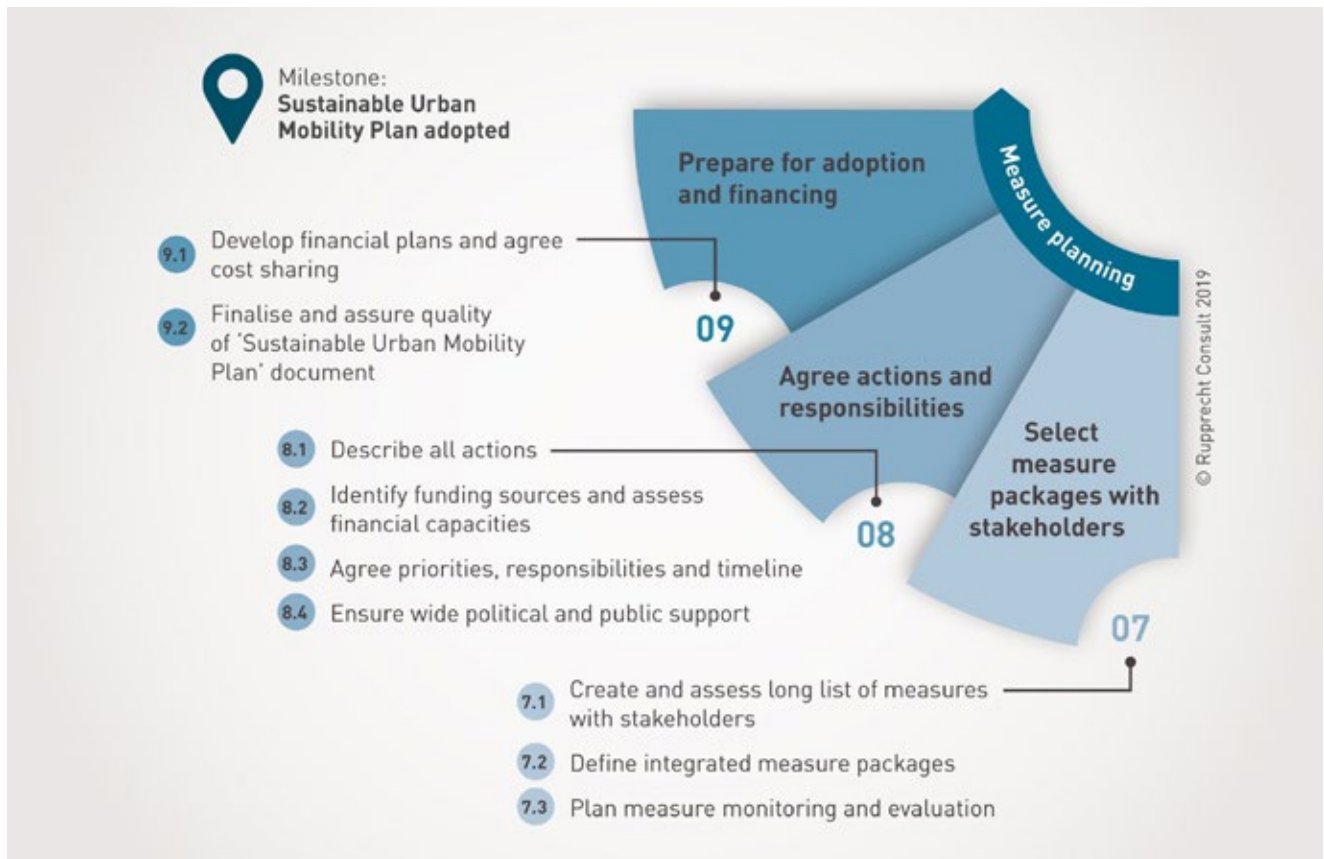 Milestone:
Sustainable Urban
Mobility Plan adopted
Measure planning
Prepare for adoption
and financing
09
9.1 Develop financial plans and agree
cost sharing
9.2 Finalise and assure quality
of ‘Sustainable Urban Mobility
Plan’ document
Agree actions and
responsibilities
08
8.1 Describe all actions
8.2 Identify funding sources and assess
financial capacities
8.3 Agree priorities, responsibilities and timeline
8.4 Ensure wide political and public support
Select
measure
packages with
stakeholders
07
7.1 Create and assess long list of measures
with stakeholders
7.2 Define integrated measure packages
7.3 Plan measure monitoring and evaluation
© Rupprecht Consult 2019